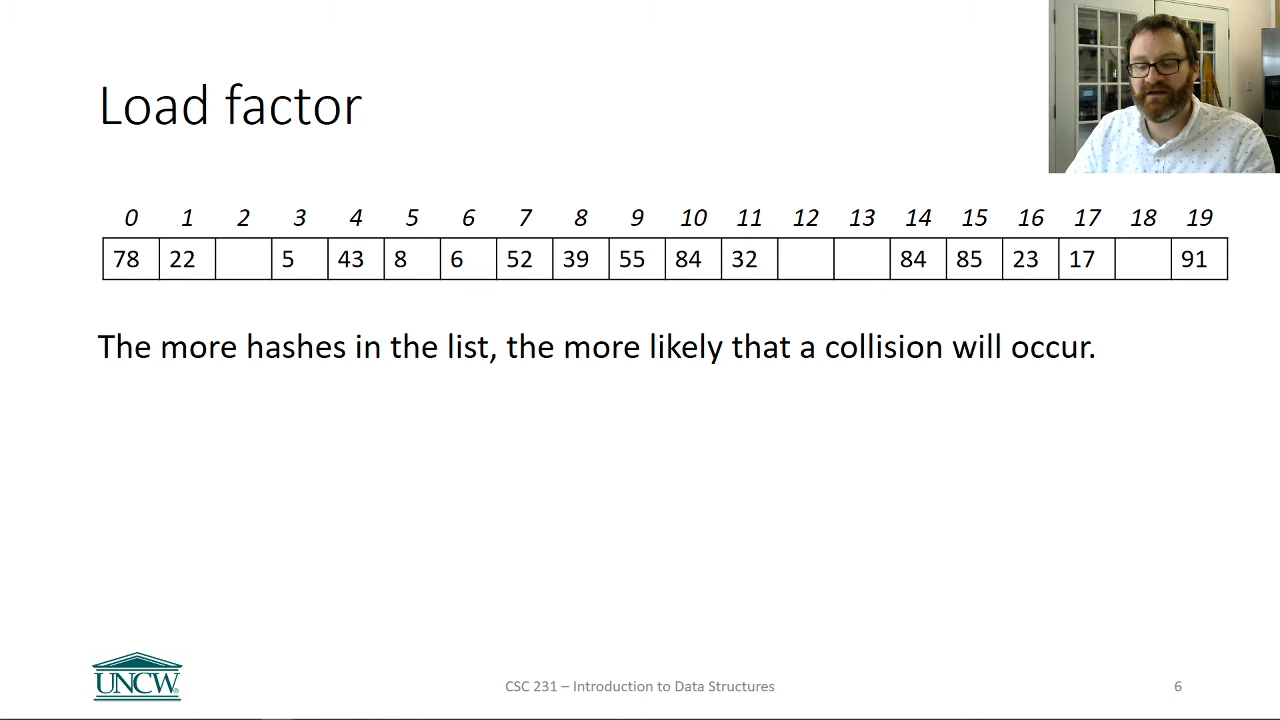 Load factor
0 1 2 3 4 5 6 7 8 9 10 11 12 13 14 15 16 17 18 19
78 22 5 43 8 6 52 39 55 84 32 84 85 23 17 91
The more hashes in the list, the more likely that a collision will occur.
UNCW®
CSC 231 – Introduction to Data Structures
6